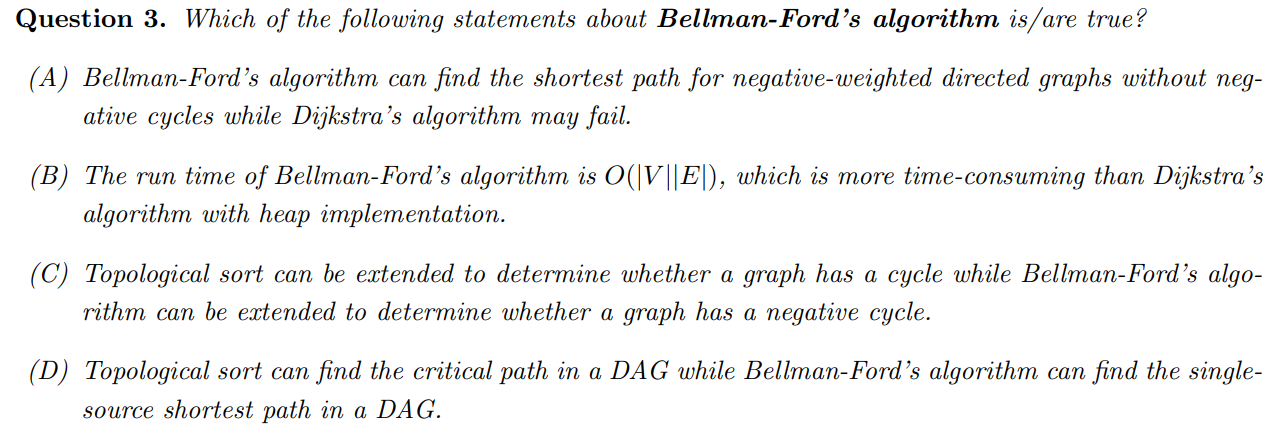 Question 3. Which of the following statements about Bellman-Ford's algorithm is/are true?
(A) Bellman-Ford's algorithm can find the shortest path for negative-weighted directed graphs without neg-
ative cycles while Dijkstra's algorithm may fail.
(B) The run time of Bellman-Ford's algorithm is O(|V||E|), which is more time-consuming than Dijkstra's
algorithm with heap implementation.
(C) Topological sort can be extended to determine whether a graph has a cycle while Bellman-Ford's algo-
rithm can be extended to determine whether a graph has a negative cycle.
(D) Topological sort can find the critical path in a DAG while Bellman-Ford's algorithm can find the single-
source shortest path in a DAG.